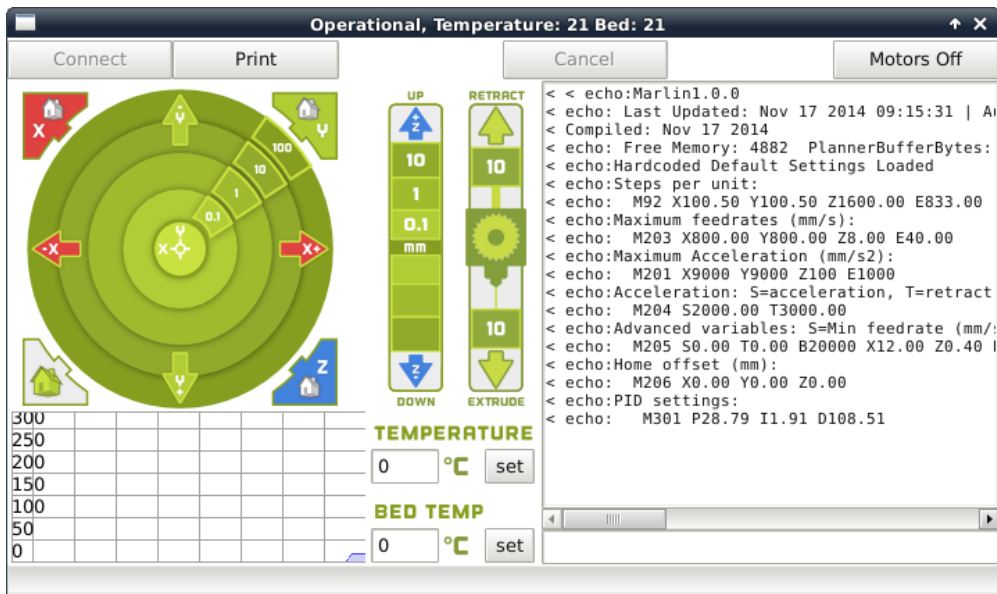 Operational, Temperature: 21 Bed: 21
Connect
Print
Cancel
Motors Off
X
-Y
Y
100
10
1
0.1
Y
X
-X
X+
Y+
Z
UP
+Z
10
1
0.1
mm
Z-
DOWN
RETRACT
10
10
EXTRUDE
300
250
200
150
100
50
0
TEMPERATURE
0 °C set
BED TEMP
0 °C set
< < echo:Marlin1.0.0
< echo: Last Updated: Nov 17 2014 09:15:31 |
< Compiled: Nov 17 2014
< echo: Free Memory: 4882  PlannerBufferBytes:
< echo:Hardcoded Default Settings Loaded
< echo:Steps per unit:
< echo:  M92 X100.50 Y100.50 Z1600.00 E833.00
< echo:Maximum feedrates (mm/s):
< echo:  M203 X800.00 Y800.00 Z8.00 E40.00
< echo:Maximum Acceleration (mm/s2):
< echo:  M201 X9000 Y9000 Z100 E1000
< echo:Acceleration: S=acceleration, T=retract
< echo:  M204 S2000.00 T3000.00
< echo:Advanced variables: S=Min feedrate (mm/
< echo:  M205 S0.00 T0.00 B20000 X12.00 Z0.40
< echo:Home offset (mm):
< echo:  M206 X0.00 Y0.00 Z0.00
< echo:PID settings:
< echo:   M301 P28.79 I1.91 D108.51